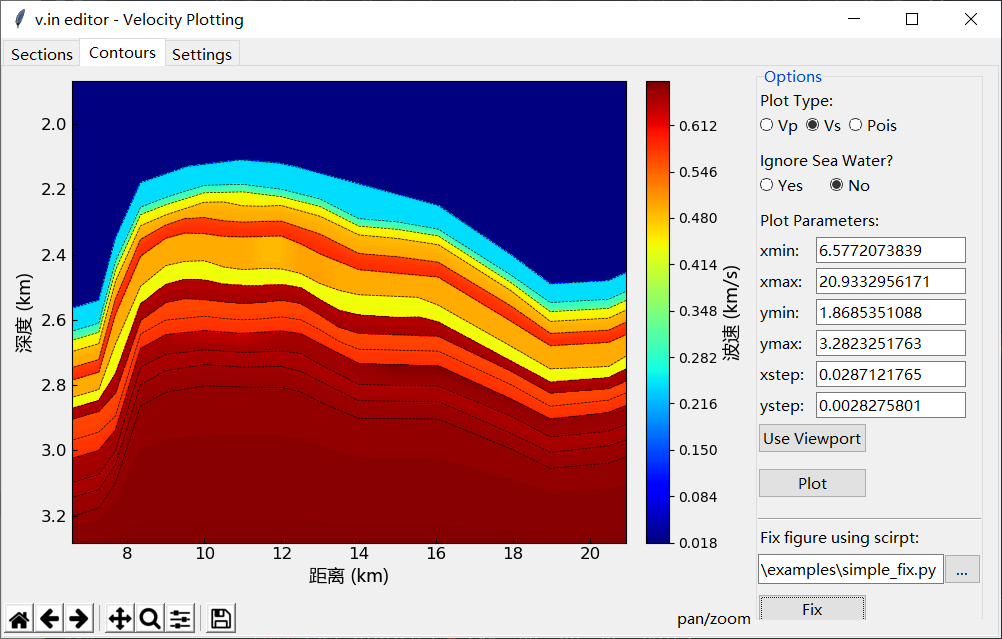 v.in editor - Velocity Plotting
Sections Contours Settings
2.0
2.2
2.4
2.6
2.8
3.0
3.2
深度 (km)
8 10 12 14 16 18 20
距离 (km)
0.612
0.546
0.480
0.414
0.348
0.282
0.216
0.150
0.084
0.018
波速 (km/s)
Options
Plot Type:
Vp Vs Pois
Ignore Sea Water?
Yes No
Plot Parameters:
xmin: 6.5772073839
xmax: 20.9332956171
ymin: 1.8685351088
ymax: 3.2823251763
xstep: 0.0287121765
ystep: 0.0028275801
Use Viewport
Plot
Fix figure using scirpt:
\examples\simple_fix.py ...
Fix
pan/zoom